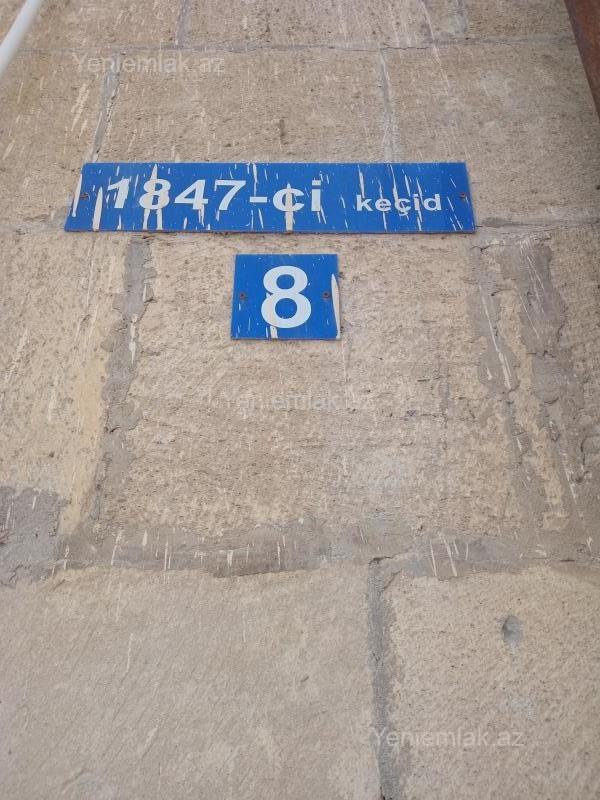 Yeniemlak.az
1847-ci keçid
8
Yeniemlak.az
Yeniemlak.az